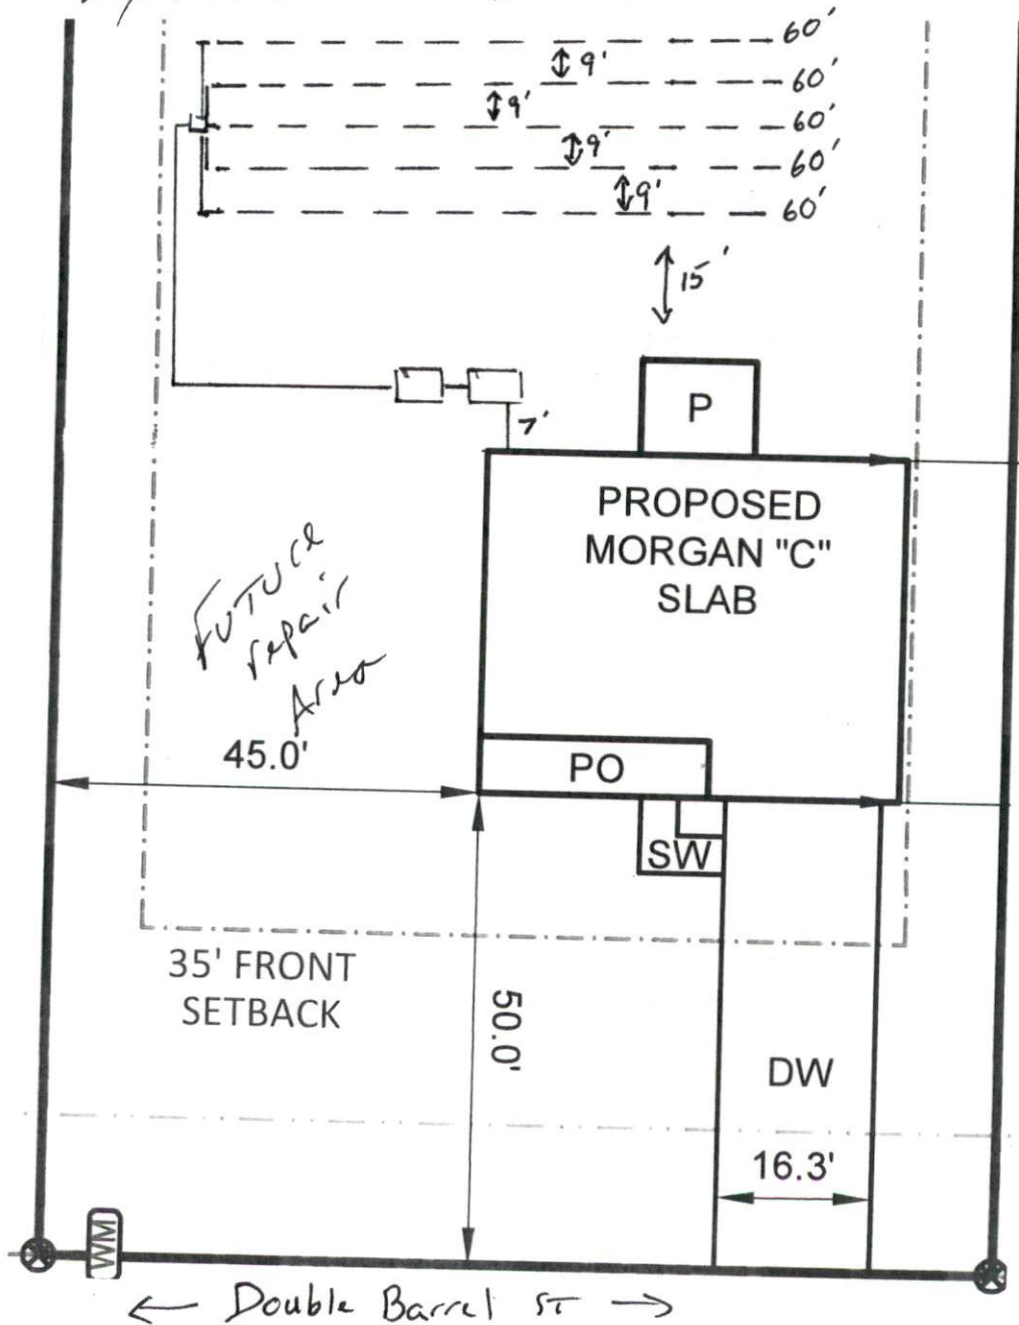 60'
9'
60'
9'
60'
9'
60'
9'
60'
15'
P
7'
PROPOSED
MORGAN "C"
SLAB
FUTURE
repair
Area
45.0'
PO
SW
35' FRONT
SETBACK
50.0'
DW
16.3'
WM
← Double Barrel ST →